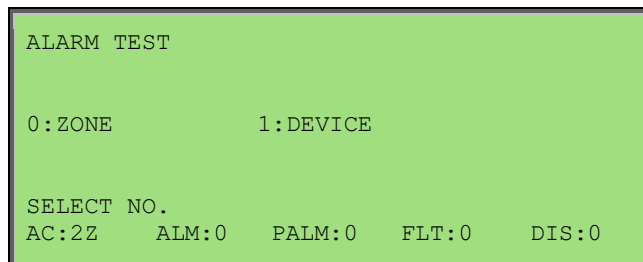 ALARM TEST
0:ZONE 1:DEVICE
SELECT NO.
AC:2Z ALM:0 PALM:0 FLT:0 DIS:0